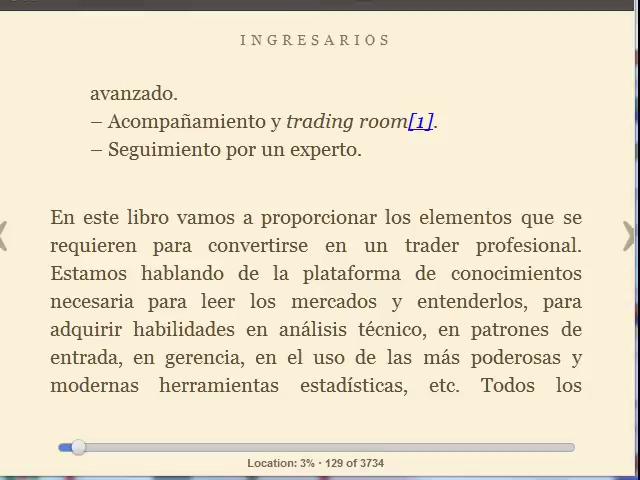 INGRESARIOS
avanzado.
– Acompañamiento y trading room[1].
– Seguimiento por un experto.
En este libro vamos a proporcionar los elementos que se
requieren para convertirse en un trader profesional.
Estamos hablando de la plataforma de conocimientos
necesaria para leer los mercados y entenderlos, para
adquirir habilidades en análisis técnico, en patrones de
entrada, en gerencia, en el uso de las más poderosas y
modernas herramientas estadísticas, etc. Todos los
Location: 3% · 129 of 3734